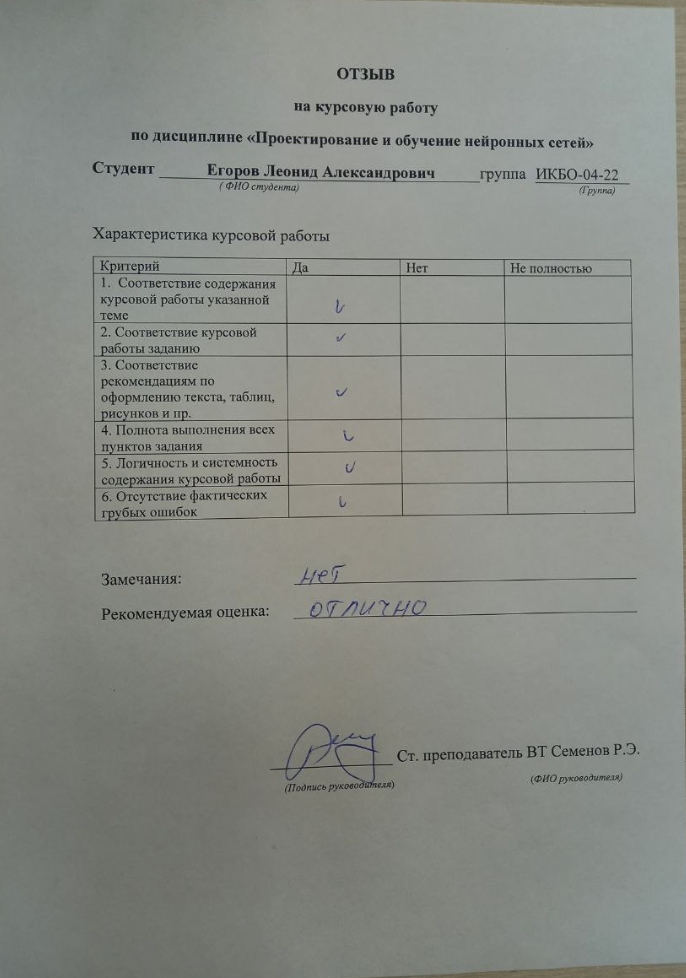 ОТЗЫВ
на курсовую работу
по дисциплине «Проектирование и обучение нейронных сетей»
Студент Егоров Леонид Александрович группа ИКБО-04-22
( ФИО студента) (Группа)
Характеристика курсовой работы
Критерий Да Нет Не полностью
1. Соответствие содержания
курсовой работы указанной
теме
2. Соответствие курсовой
работы заданию
3. Соответствие
рекомендациям по
оформлению текста, таблиц,
рисунков и пр.
4. Полнота выполнения всех
пунктов задания
5. Логичность и системность
содержания курсовой работы
6. Отсутствие фактических
грубых ошибок
Замечания: нет
Рекомендуемая оценка: ОТЛИЧНО
Ст. преподаватель ВТ Семенов Р.Э.
(Подпись руководителя) (ФИО руководителя)